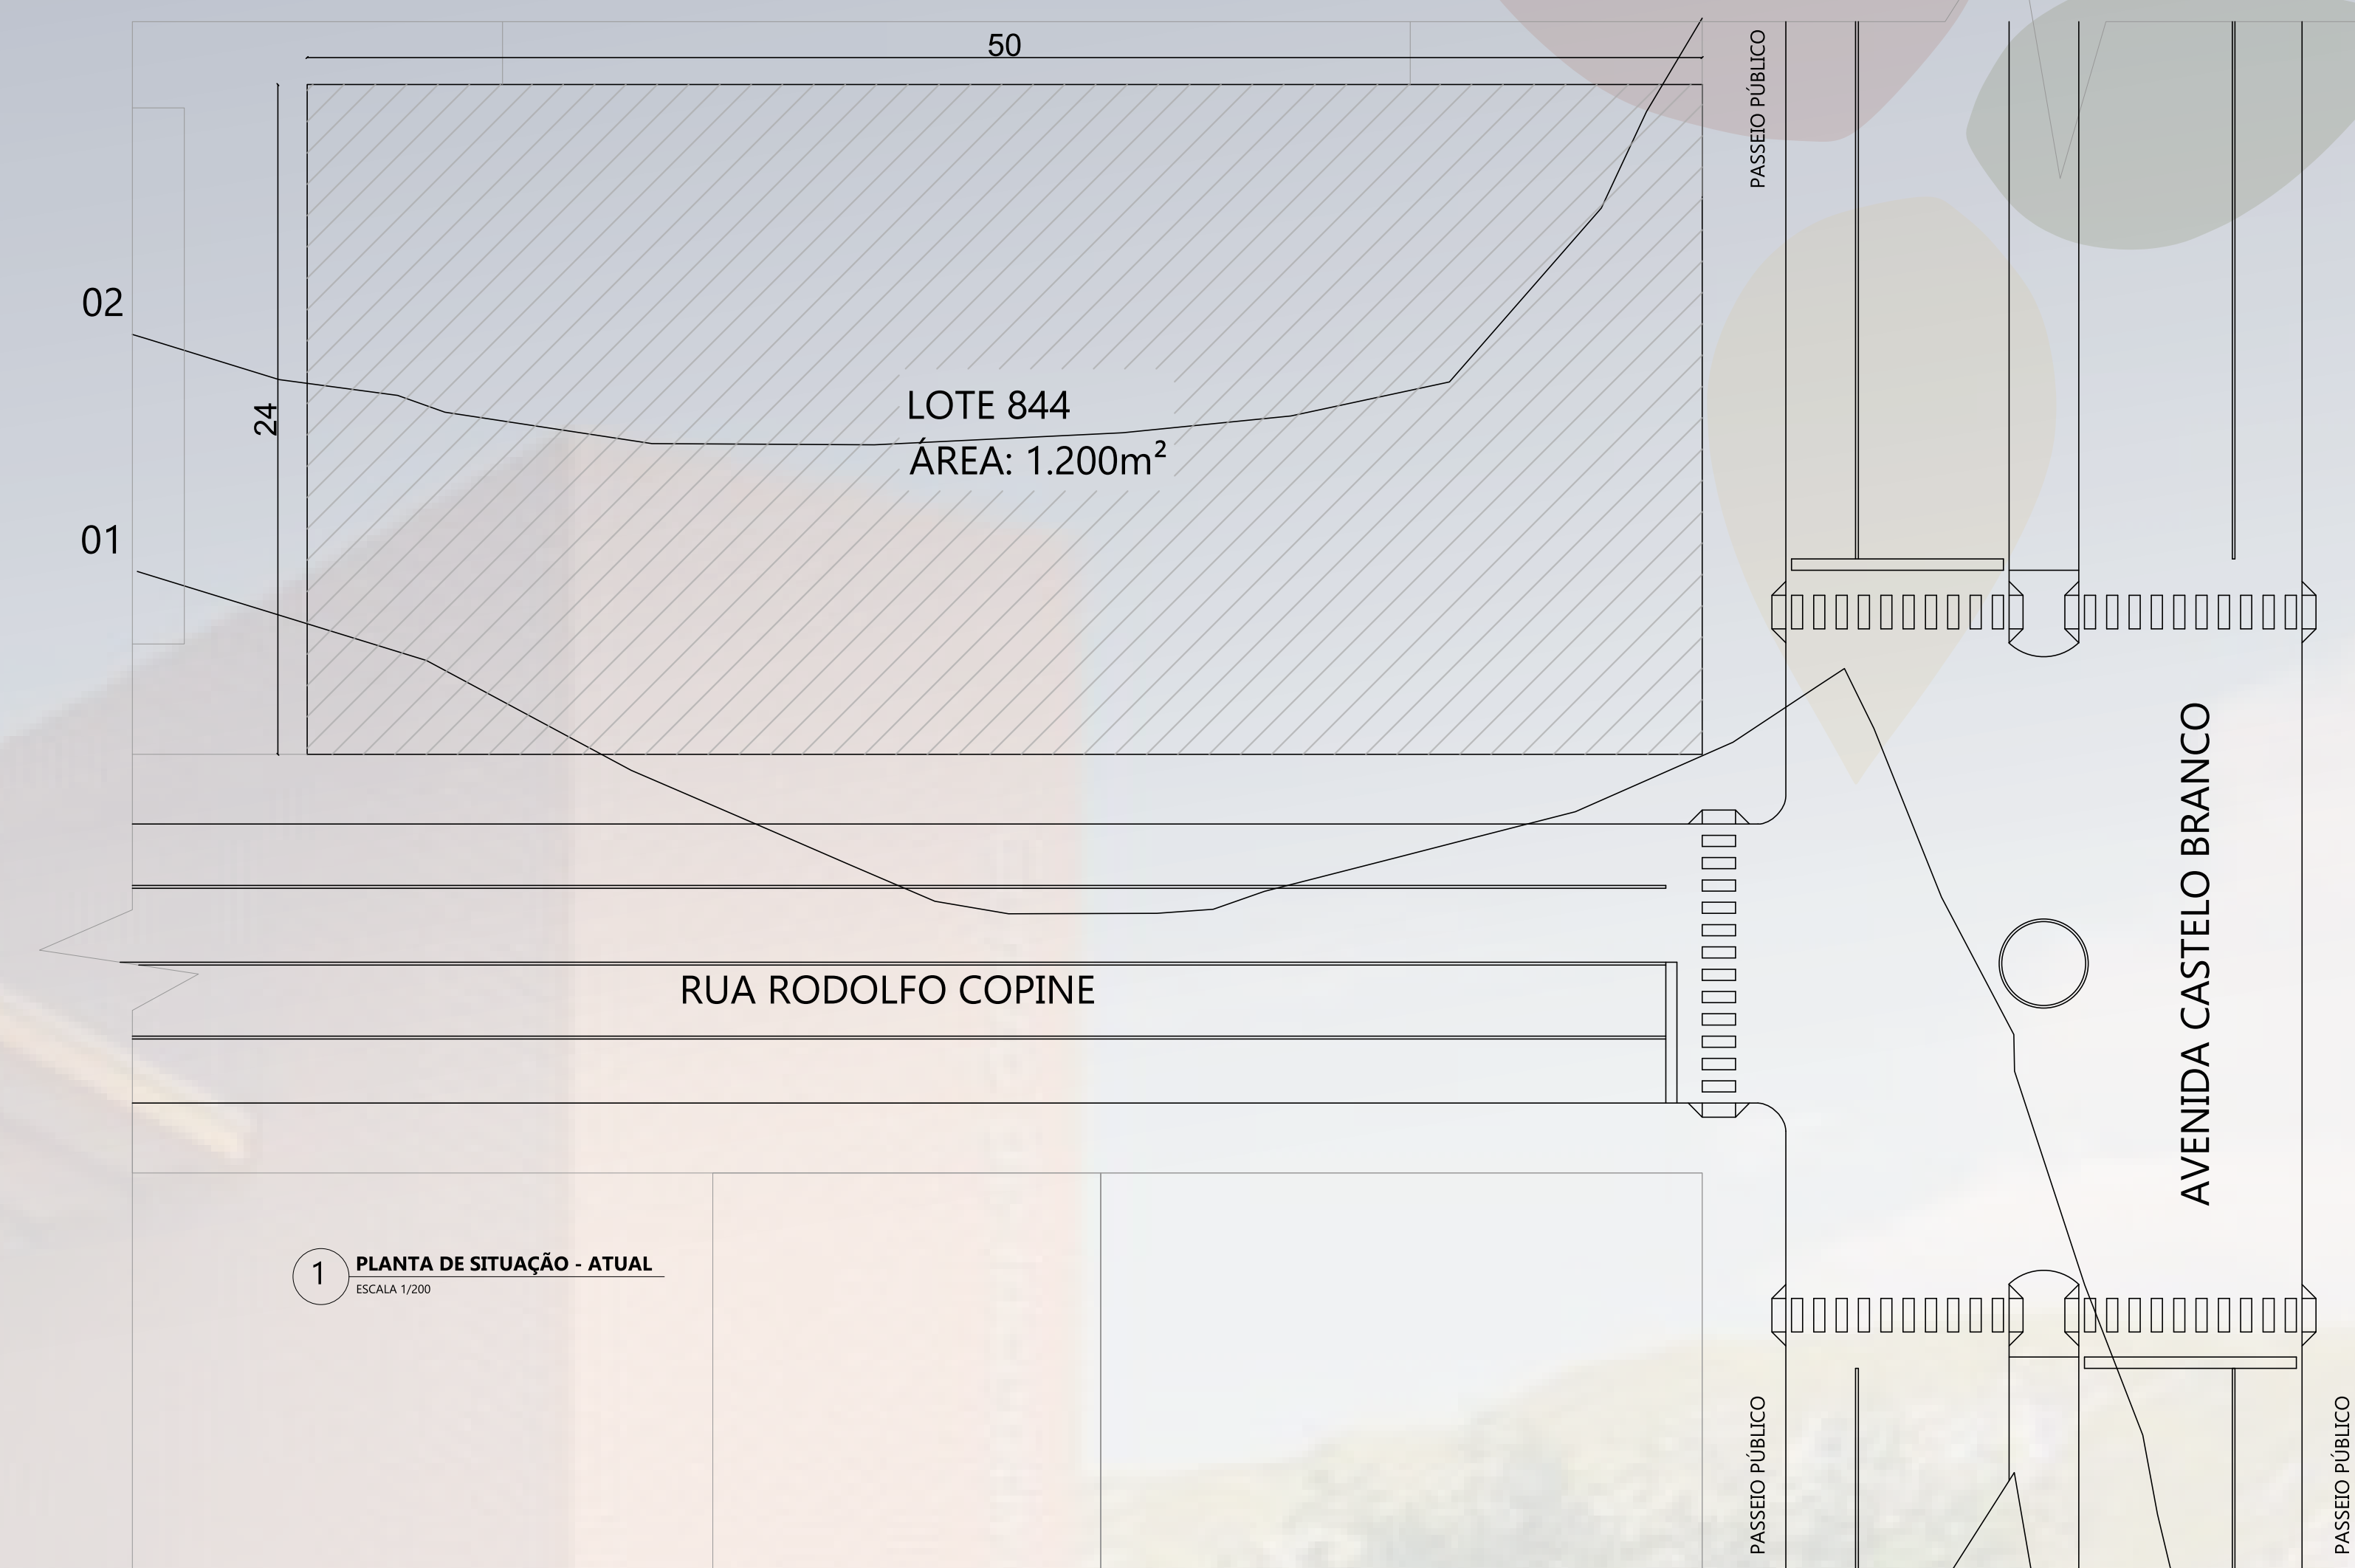 50
PASSEIO PÚBLICO
02
24
LOTE 844
ÁREA: 1.200m²
01
AVENIDA CASTELO BRANCO
RUA RODOLFO COPINE
1
PLANTA DE SITUAÇÃO - ATUAL
ESCALA 1/200
PASSEIO PÚBLICO
PASSEIO PÚBLICO